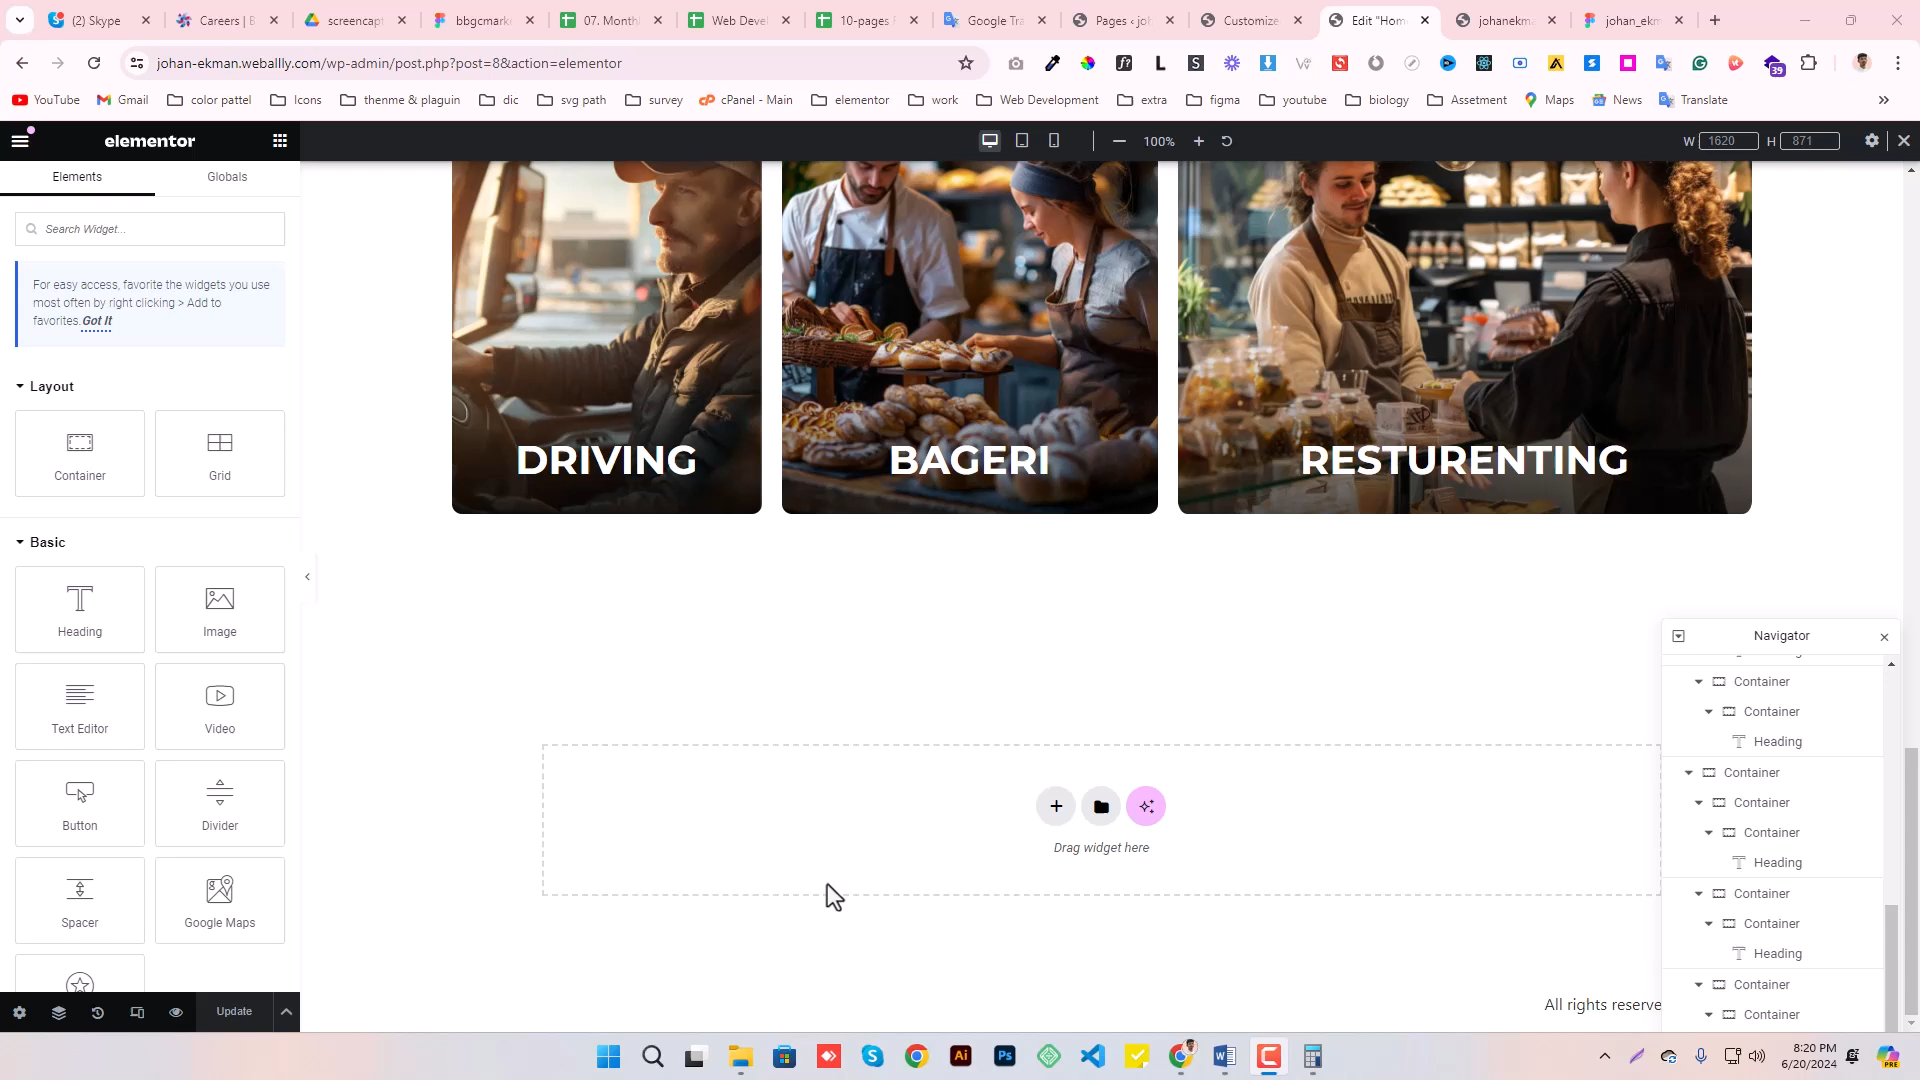 (2) Skype
Careers | B
screencap
bbgcmark
07. Month
Web Devel
10-pages
Google Tra
Pages ‹ joh
Customize
Edit "Hom
johanekm
johan_ekm
johan-ekman.weballly.com/wp-admin/post.php?post=8&action=elementor
39
YouTube
Gmail
color pattel
Icons
thenme & plaguin
dic
svg path
survey
cPanel - Main
elementor
work
Web Development
extra
figma
youtube
biology
Assetment
Maps
News
Translate
elementor
100%
W 1620 H 871
Elements
Globals
Search Widget...
For easy access, favorite the widgets you use
most often by right clicking > Add to
favorites. Got It
Layout
Container
Grid
Basic
Heading
Image
Text Editor
Video
Button
Divider
Spacer
Google Maps
Update
DRIVING
BAGERI
RESTURENTING
Drag widget here
All rights reserve
Navigator
Container
Container
Heading
Container
Container
Container
Heading
Container
Container
Heading
Container
Container
8:20 PM
6/20/2024
PRE